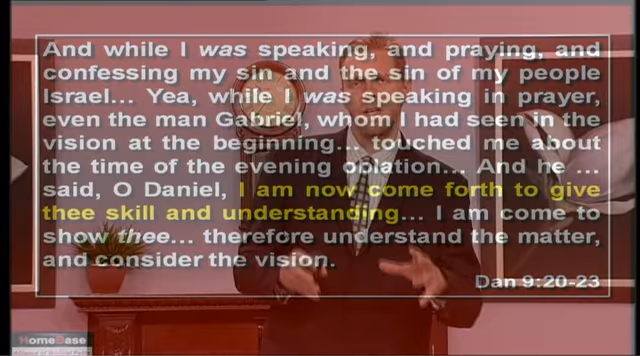 And while I was speaking, and praying, and
confessing my sin and the sin of my people
Israel... Yea, while I was speaking in prayer,
even the man Gabriel, whom I had seen in the
vision at the beginning... touched me about
the time of the evening oblation... And he ...
said, O Daniel, I am now come forth to give
thee skill and understanding... I am come to
show thee... therefore understand the matter,
and consider the vision.
Dan 9:20-23
HomeBase